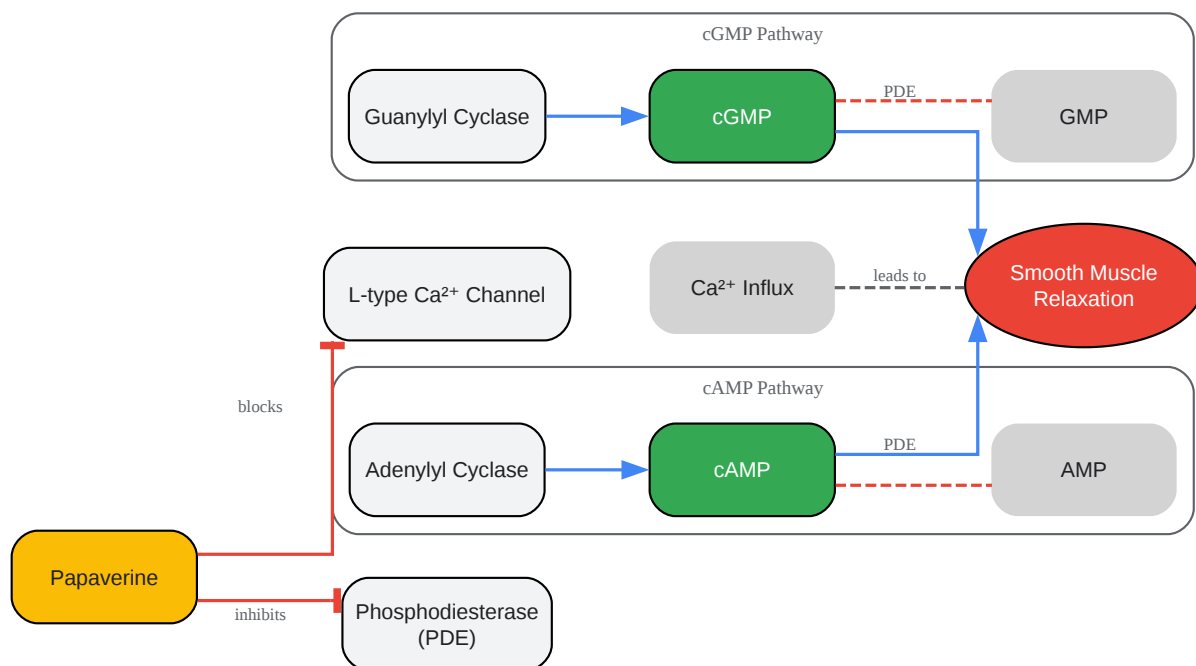 cGMP Pathway
Guanylyl Cyclase
cGMP
PDE
GMP
L-type Ca²⁺ Channel
Ca²⁺ Influx
leads to
Smooth Muscle
Relaxation
cAMP Pathway
blocks
Adenylyl Cyclase
cAMP
PDE
AMP
Papaverine
inhibits
Phosphodiesterase
(PDE)